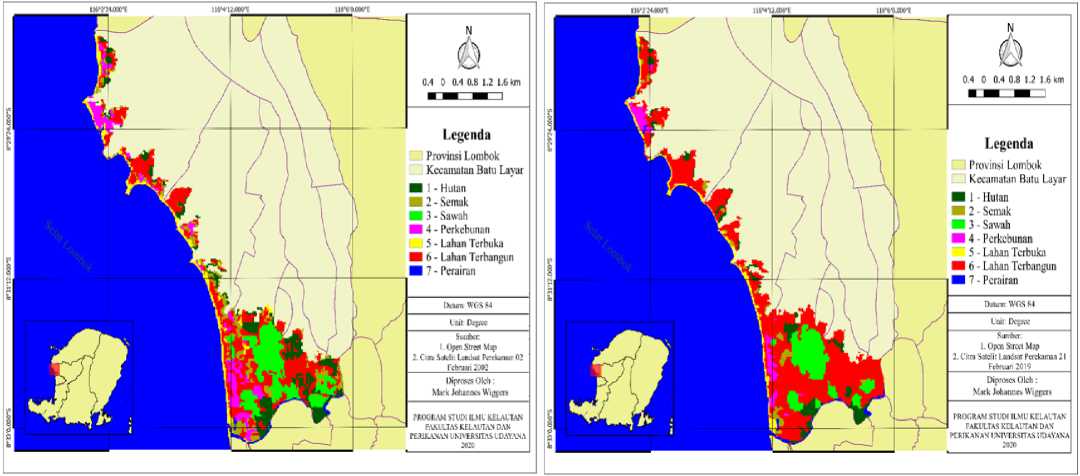 116°2'24.000"E
116°4'12.000"E
116°6'0.000"E
8°29'24.000"S
8°31'12.000"S
8°33'0.000"S
Selat Lombok
N
0.4 0 0.4 0.8 1.2 1.6 km
Legenda
Provinsi Lombok
Kecamatan Batu Layar
1 - Hutan
2 - Semak
3 - Sawah
4 - Perkebunan
5 - Lahan Terbuka
6 - Lahan Terbangun
7 - Perairan
Datum: WGS 84
Unit: Degree
Sumber:
1. Open Street Map
2. Citra Satelit Landsat Perekaman 02
Februari 2002
Diproses Oleh :
Mark Johannes Wiggers
PROGRAM STUDI ILMU KELAUTAN
FAKULTAS KELAUTAN DAN
PERIKANAN UNIVERSITAS UDAYANA
2020
116°2'24.000"E
116°4'12.000"E
116°6'0.000"E
8°29'24.000"S
8°31'12.000"S
8°33'0.000"S
Selat Lombok
N
0.4 0 0.4 0.8 1.2 1.6 km
Legenda
Provinsi Lombok
Kecamatan Batu Layar
1 - Hutan
2 - Semak
3 - Sawah
4 - Perkebunan
5 - Lahan Terbuka
6 - Lahan Terbangun
7 - Perairan
Datum: WGS 84
Unit: Degree
Sumber:
1. Open Street Map
2. Citra Satelit Landsat Perekaman 21
Februari 2019
Diproses Oleh :
Mark Johannes Wiggers
PROGRAM STUDI ILMU KELAUTAN
FAKULTAS KELAUTAN DAN
PERIKANAN UNIVERSITAS UDAYANA
2020